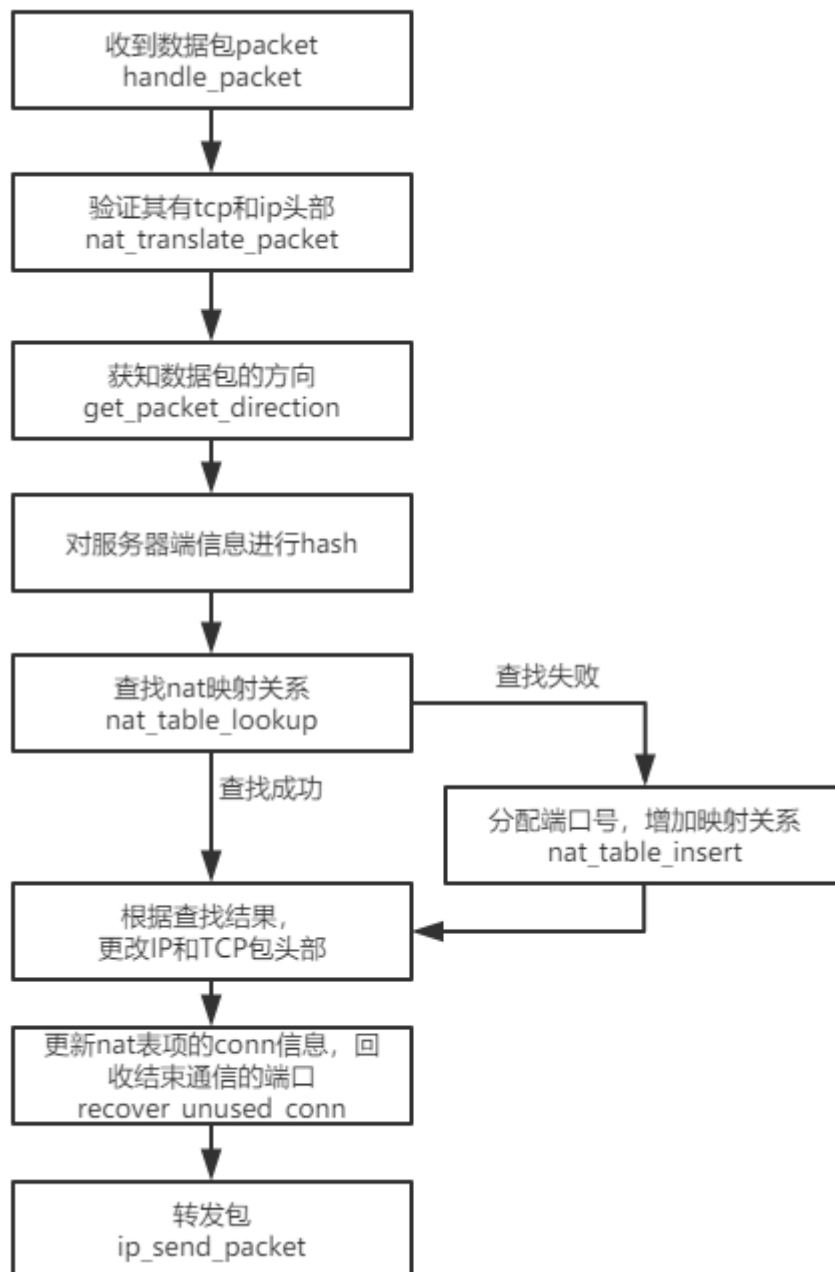 收到数据包packet
handle_packet
验证其有tcp和ip头部
nat_translate_packet
获知数据包的方向
get_packet_direction
对服务器端信息进行hash
查找nat映射关系
nat_table_lookup
查找失败
查找成功
分配端口号，增加映射关系
nat_table_insert
根据查找结果，
更改IP和TCP包头部
更新nat表项的conn信息，回
收结束通信的端口
recover_unused_conn
转发包
ip_send_packet